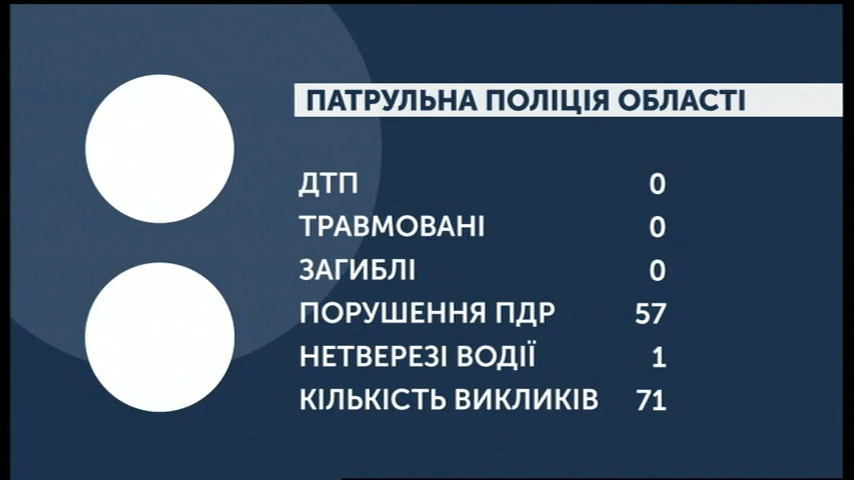 ПАТРУЛЬНА ПОЛІЦІЯ ОБЛАСТІ
ДТП 0
ТРАВМОВАНІ 0
ЗАГИБЛІ 0
ПОРУШЕННЯ ПДР 57
НЕТВЕРЕЗІ ВОДІЇ 1
КІЛЬКІСТЬ ВИКЛИКІВ 71